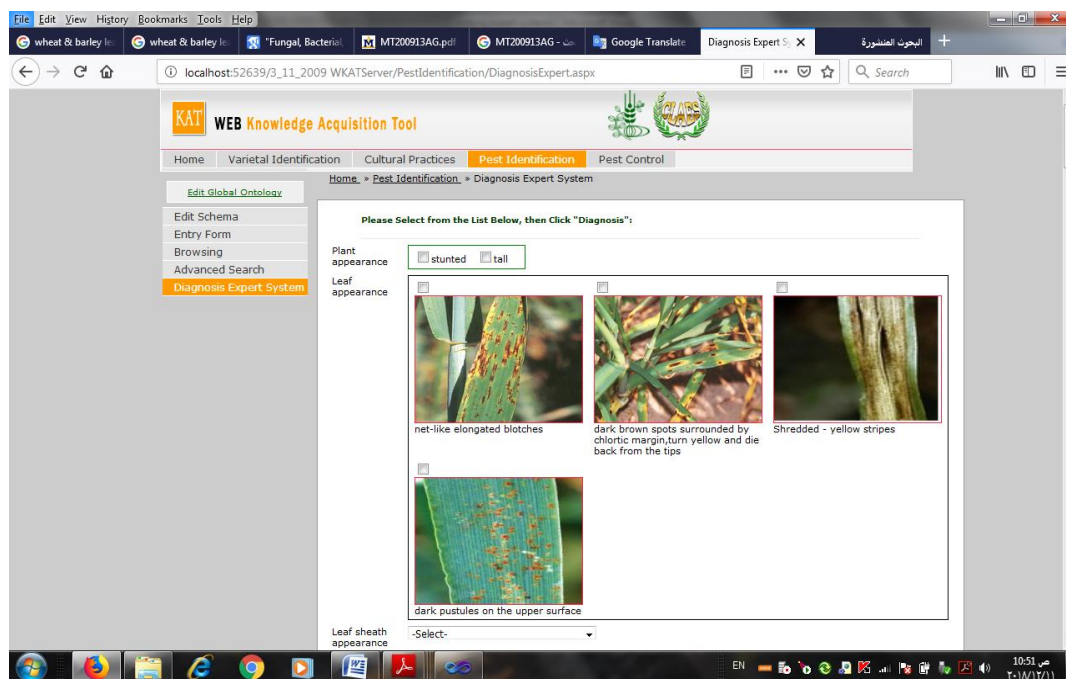 File Edit View History Bookmarks Tools Help
wheat & barley le
wheat & barley le
"Fungal, Bacterial,
MT200913AG.pdf
MT200913AG -
Google Translate
Diagnosis Expert Sy
البحوث المنشورة
localhost:52639/3_11_2009 WKATServer/PestIdentification/DiagnosisExpert.aspx
Search
KAT WEB Knowledge Acquisition Tool
CLAES
Home Varietal Identification Cultural Practices Pest Identification Pest Control
Home » Pest Identification » Diagnosis Expert System
Edit Global Ontology
Edit Schema
Entry Form
Browsing
Advanced Search
Diagnosis Expert System
Please Select from the List Below, then Click "Diagnosis":
Plant
appearance
stunted tall
Leaf
appearance
net-like elongated blotches
dark brown spots surrounded by
chlortic margin,turn yellow and die
back from the tips
Shredded - yellow stripes
dark pustules on the upper surface
Leaf sheath
appearance
-Select-
EN
10:51 ص
٢٠١٨/١٢/١١